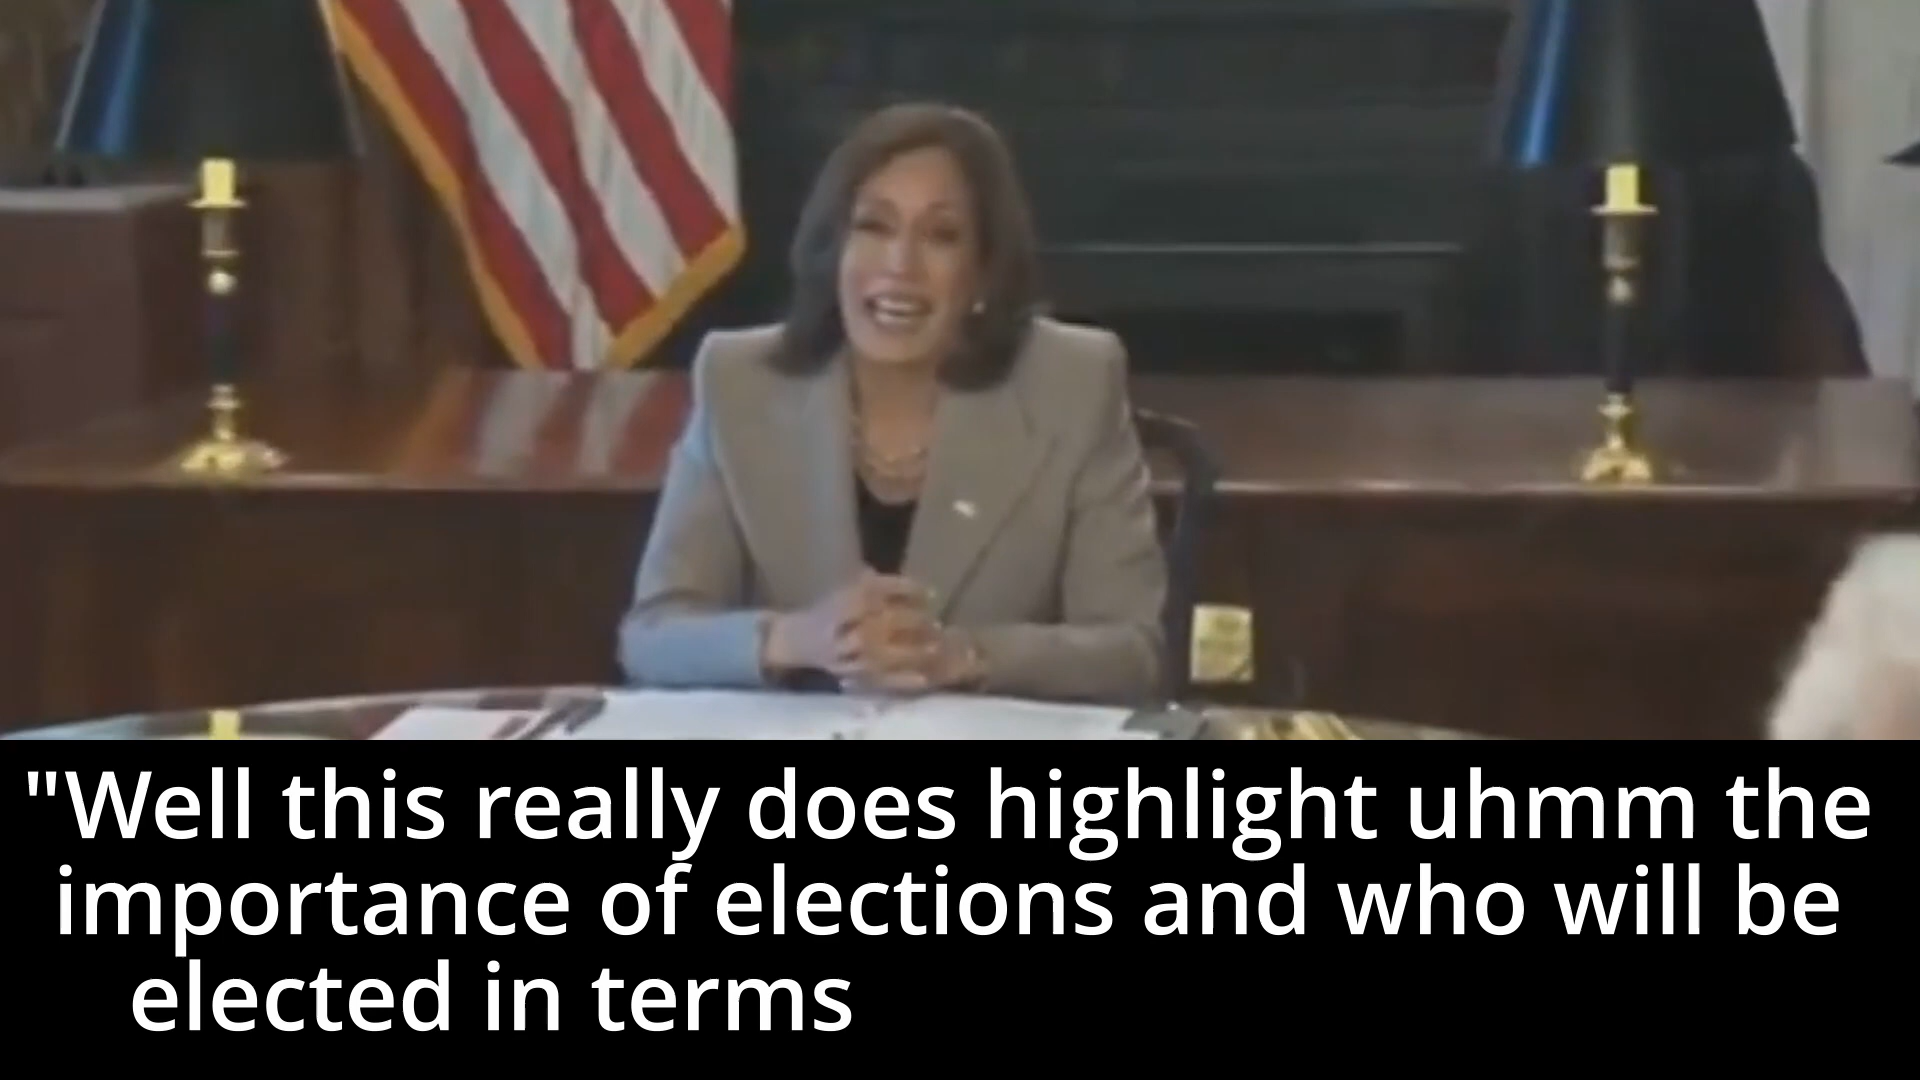 "Well this really does highlight uhmm the
importance of elections and who will be
elected in terms